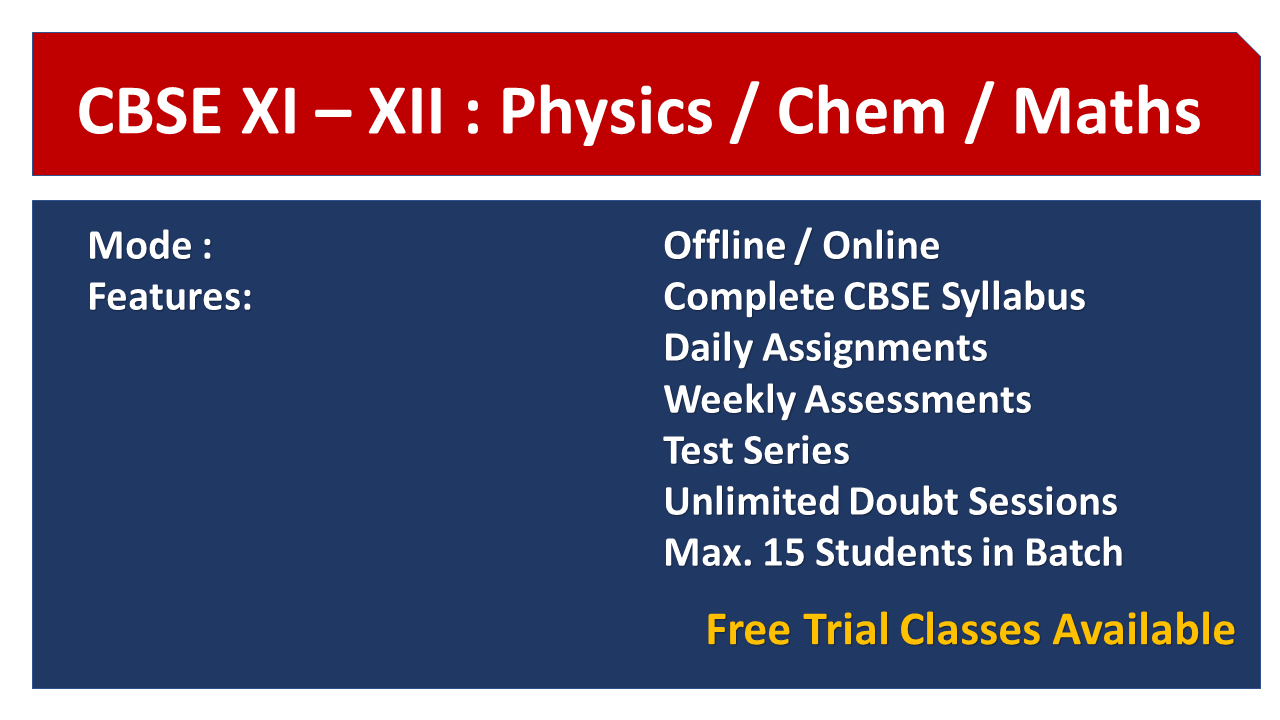 CBSE XI – XII : Physics / Chem / Maths
Mode : Offline / Online
Features: Complete CBSE Syllabus
Daily Assignments
Weekly Assessments
Test Series
Unlimited Doubt Sessions
Max. 15 Students in Batch
Free Trial Classes Available